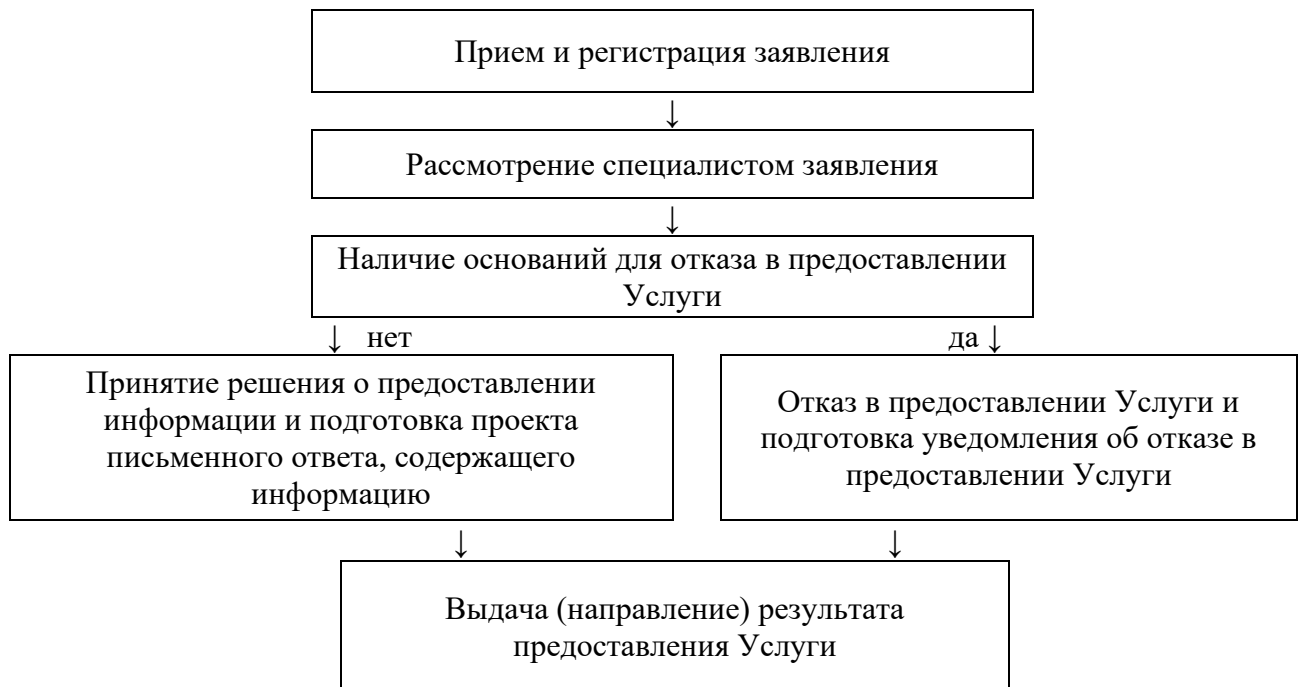 Прием и регистрация заявления
↓
Рассмотрение специалистом заявления
↓
Наличие оснований для отказа в предоставлении
Услуги
↓ нет
да ↓
Принятие решения о предоставлении
информации и подготовка проекта
письменного ответа, содержащего
информацию
Отказ в предоставлении Услуги и
подготовка уведомления об отказе в
предоставлении Услуги
↓
↓
Выдача (направление) результата
предоставления Услуги